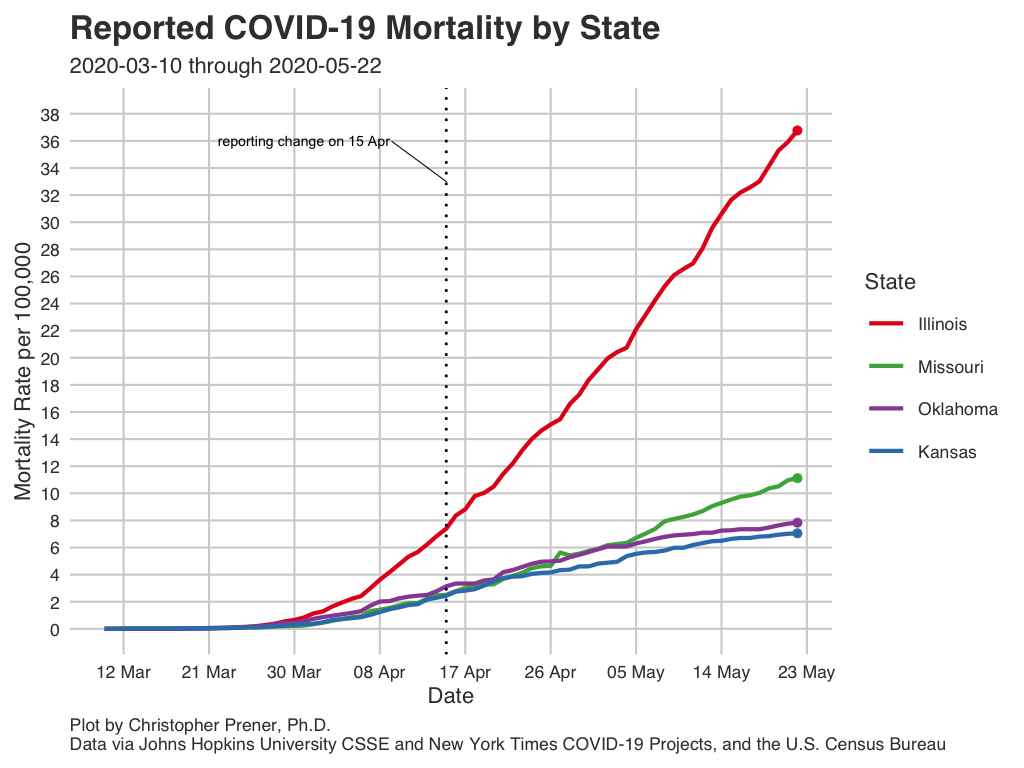 Reported COVID-19 Mortality by State
2020-03-10 through 2020-05-22
38
36
34
32
30
28
26
24
22
20
18
16
14
12
10
8
6
4
2
0
Mortality Rate per 100,000
reporting change on 15 Apr
12 Mar
21 Mar
30 Mar
08 Apr
17 Apr
26 Apr
05 May
14 May
23 May
Date
State
Illinois
Missouri
Oklahoma
Kansas
Plot by Christopher Prener, Ph.D.
Data via Johns Hopkins University CSSE and New York Times COVID-19 Projects, and the U.S. Census Bureau